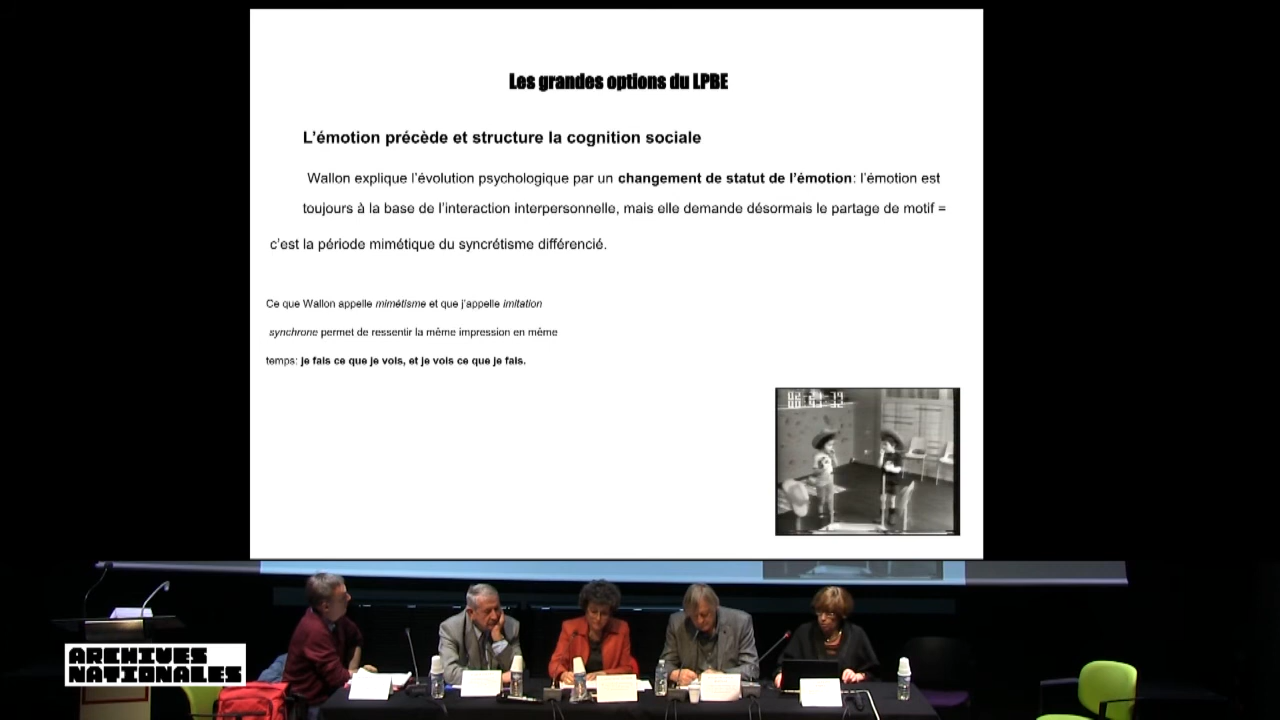 Les grandes options du LPBE
L’émotion précède et structure la cognition sociale
Wallon explique l’évolution psychologique par un changement de statut de l’émotion: l’émotion est
toujours à la base de l’interaction interpersonnelle, mais elle demande désormais le partage de motif =
c’est la période mimétique du syncrétisme différencié.
Ce que Wallon appelle mimétisme et que j’appelle imitation
synchrone permet de ressentir la même impression en même
temps: je fais ce que je vois, et je vois ce que je fais.
ARCHIVES
NATIONALES